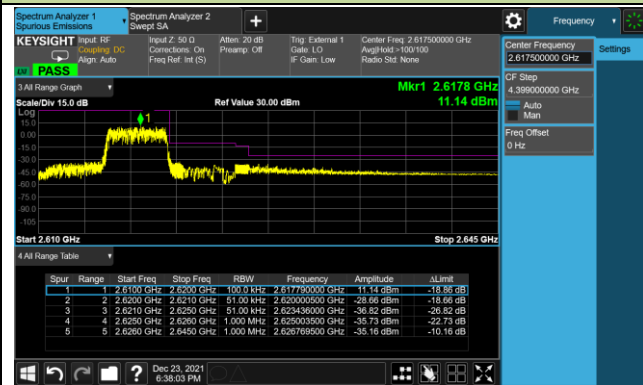 Spectrum Analyzer 1
Spurious Emissions
Spectrum Analyzer 2
Swept SA
Frequency
KEYSIGHT
Input: RF
Coupling: DC
Align: Auto
Input Z: 50 Ω
Corrections: On
Freq Ref: Int (S)
Atten: 20 dB
Preamp: Off
Trig: External 1
Gate: LO
IF Gain: Low
Center Freq: 2.617500000 GHz
Avg|Hold:>100/100
Radio Std: None
PASS
Center Frequency
2.617500000 GHz
Settings
CF Step
4.399000000 GHz
Auto
Man
Freq Offset
0 Hz
3 All Range Graph
Mkr1 2.6178 GHz
Scale/Div 15.0 dB
Ref Value 30.00 dBm
11.14 dBm
Log
1
15.0
0.00
-15.0
-30.0
-45.0
-60.0
-75.0
-90.0
-105
Start 2.610 GHz
Stop 2.645 GHz
4 All Range Table
Spur Range Start Freq Stop Freq RBW Frequency Amplitude ΔLimit
1 1 2.6100 GHz 2.6200 GHz 100.0 kHz 2.617790000 GHz 11.14 dBm -18.86 dB
2 2 2.6200 GHz 2.6210 GHz 51.00 kHz 2.620000500 GHz -28.66 dBm -18.66 dB
3 3 2.6210 GHz 2.6250 GHz 51.00 kHz 2.623436000 GHz -36.82 dBm -26.82 dB
4 4 2.6250 GHz 2.6260 GHz 1.000 MHz 2.625003500 GHz -35.73 dBm -22.73 dB
5 5 2.6260 GHz 2.6450 GHz 1.000 MHz 2.626769500 GHz -35.16 dBm -10.16 dB
Dec 23, 2021
6:38:03 PM